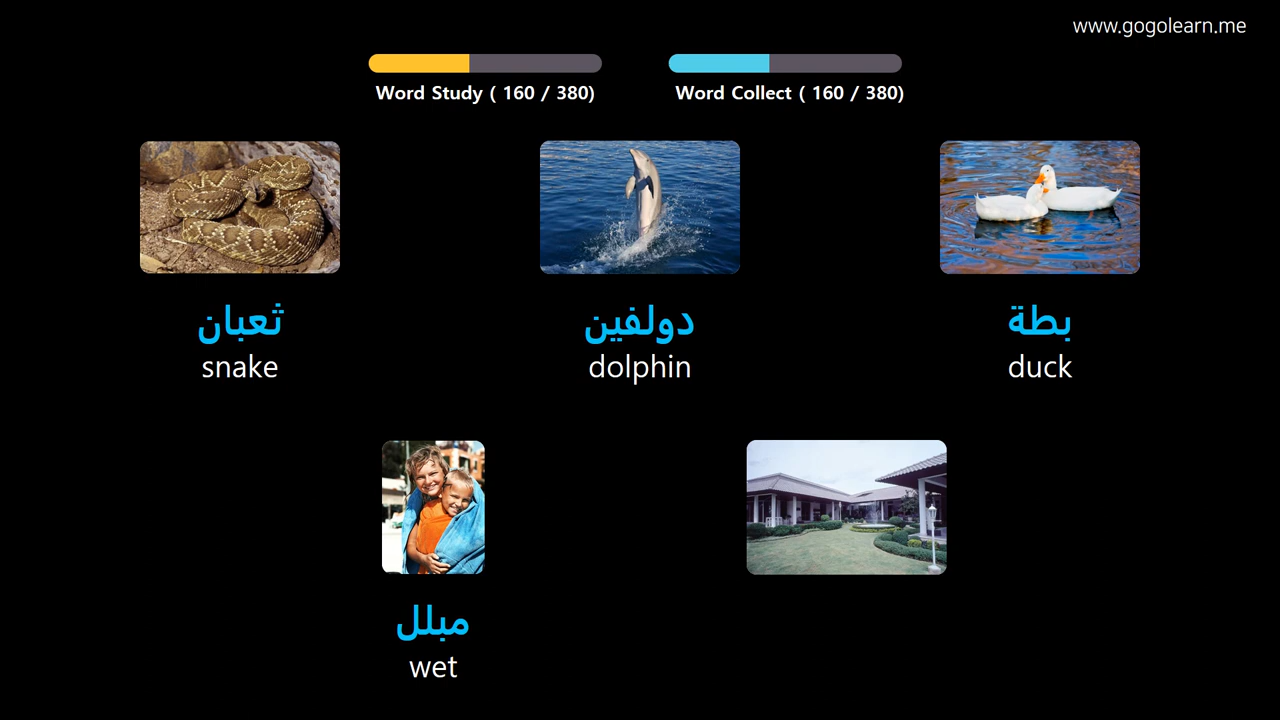 www.gogolearn.me
Word Study ( 160 / 380)
Word Collect ( 160 / 380)
ثعبان
snake
دولفين
dolphin
بطة
duck
مبلل
wet